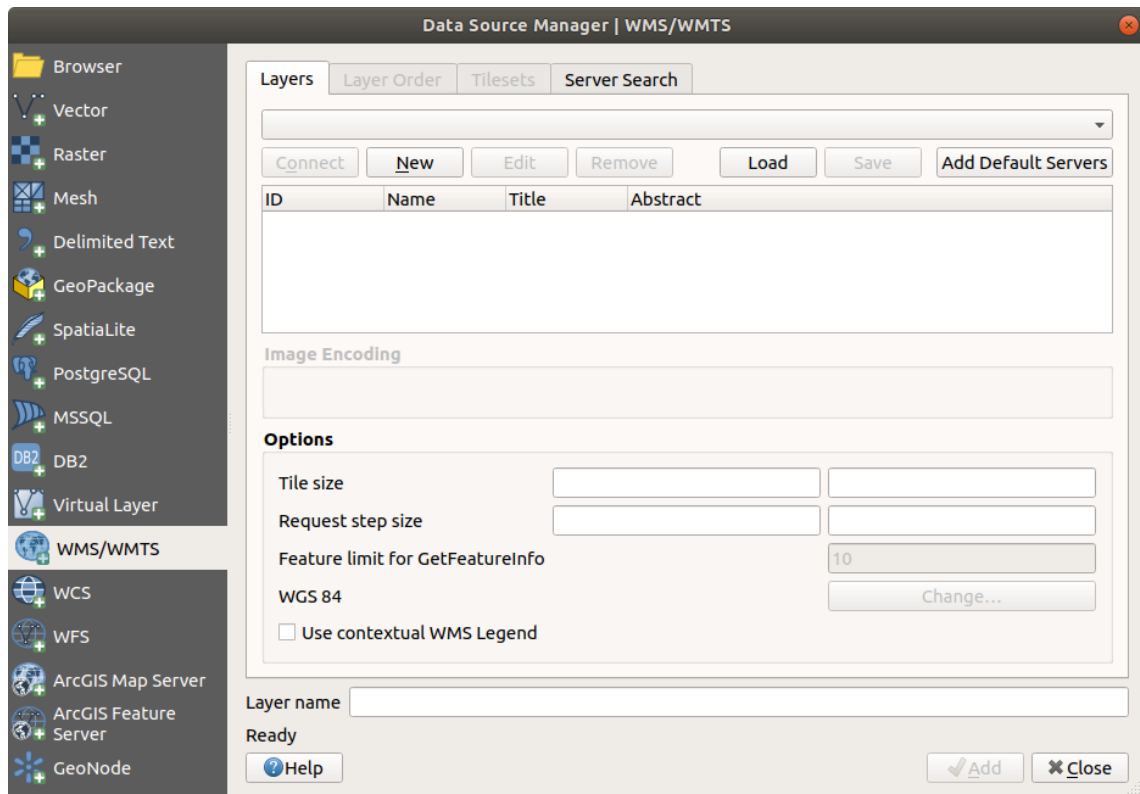 Data Source Manager | WMS/WMTS
Browser
Vector
Raster
Mesh
Delimited Text
GeoPackage
SpatiaLite
PostgreSQL
MSSQL
DB2
DB2
Virtual Layer
WMS/WMTS
WCS
WFS
ArcGIS Map Server
ArcGIS Feature
Server
GeoNode
Layers Layer Order Tilesets Server Search
Connect New Edit Remove Load Save Add Default Servers
ID Name Title Abstract
Image Encoding
Options
Tile size
Request step size
Feature limit for GetFeatureInfo 10
WGS 84 Change...
Use contextual WMS Legend
Layer name
Ready
Help Add Close